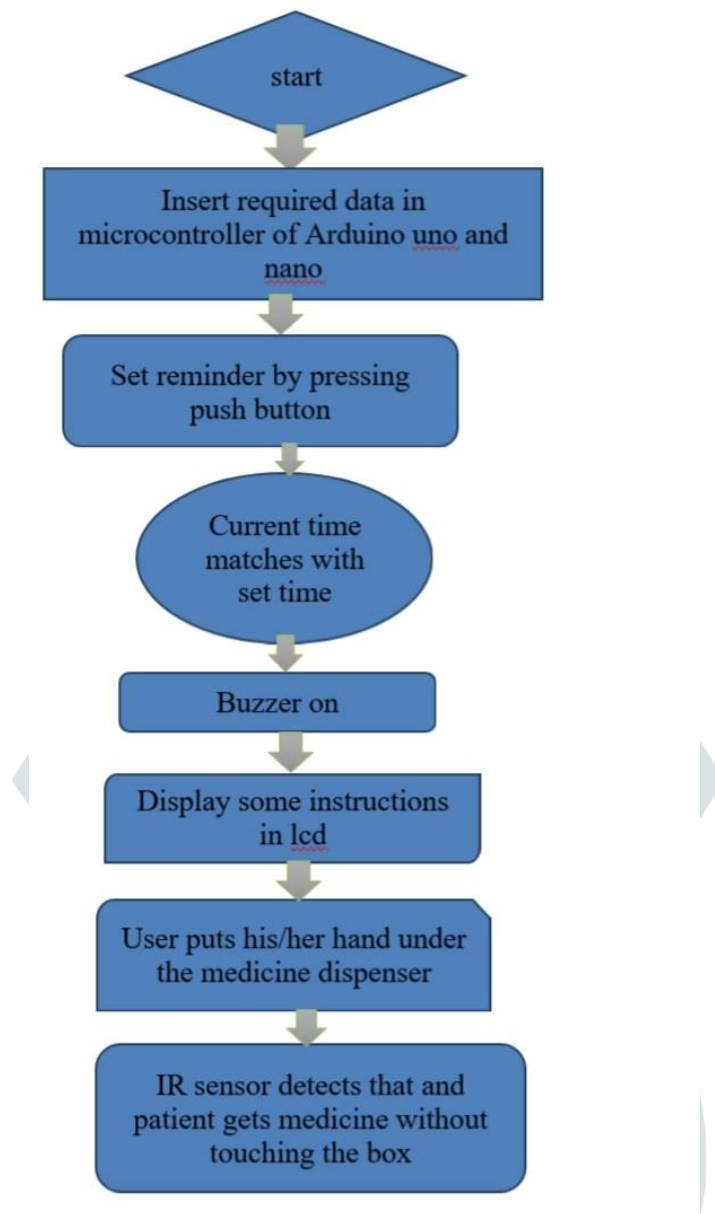 start
Insert required data in
microcontroller of Arduino uno and
nano
Set reminder by pressing
push button
Current time
matches with
set time
Buzzer on
Display some instructions
in lcd
User puts his/her hand under
the medicine dispenser
IR sensor detects that and
patient gets medicine without
touching the box